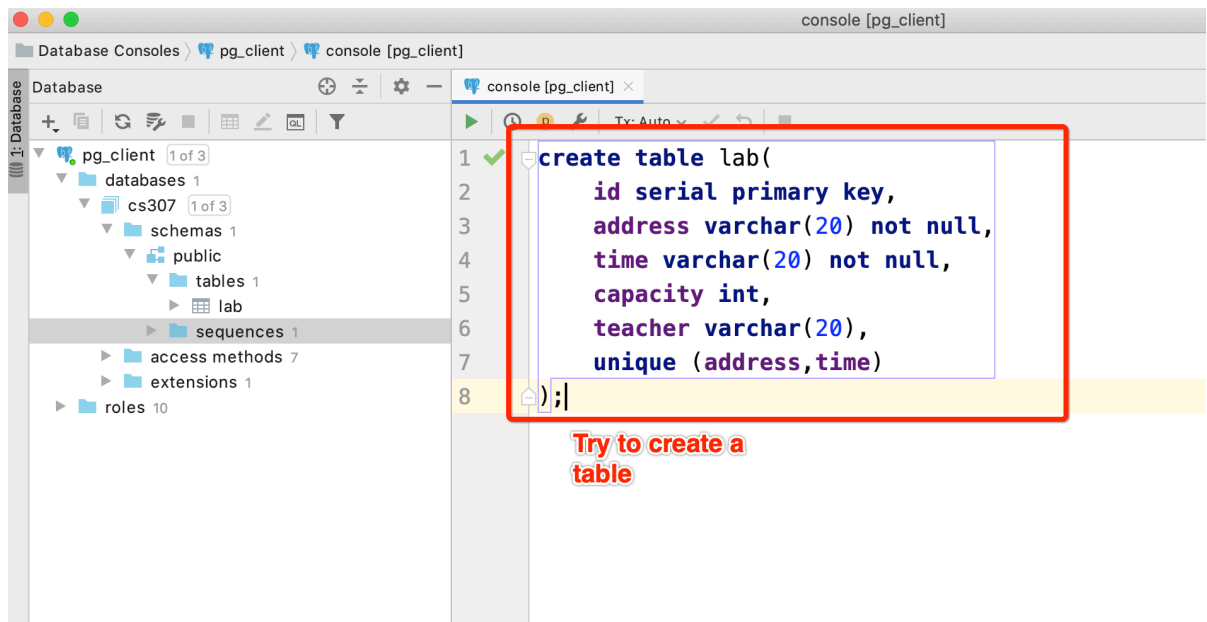 console [pg_client]
Database Consoles pg_client console [pg_client]
1: Database
Database
console [pg_client]
QL
p
Tx: Auto
pg_client 1 of 3
databases 1
cs307 1 of 3
schemas 1
public
tables 1
lab
sequences 1
access methods 7
extensions 1
roles 10
1 create table lab(
2 id serial primary key,
3 address varchar(20) not null,
4 time varchar(20) not null,
5 capacity int,
6 teacher varchar(20),
7 unique (address,time)
8 );
Try to create a
table